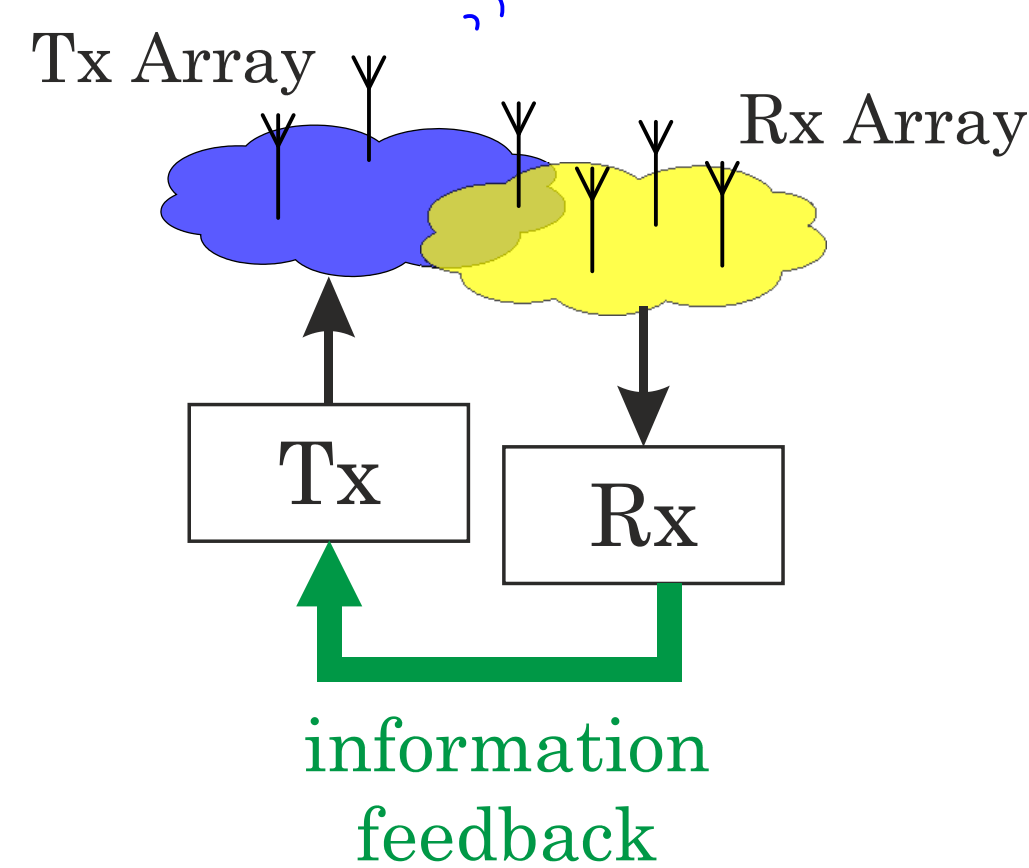 Tx Array
Rx Array
Tx
Rx
information
feedback